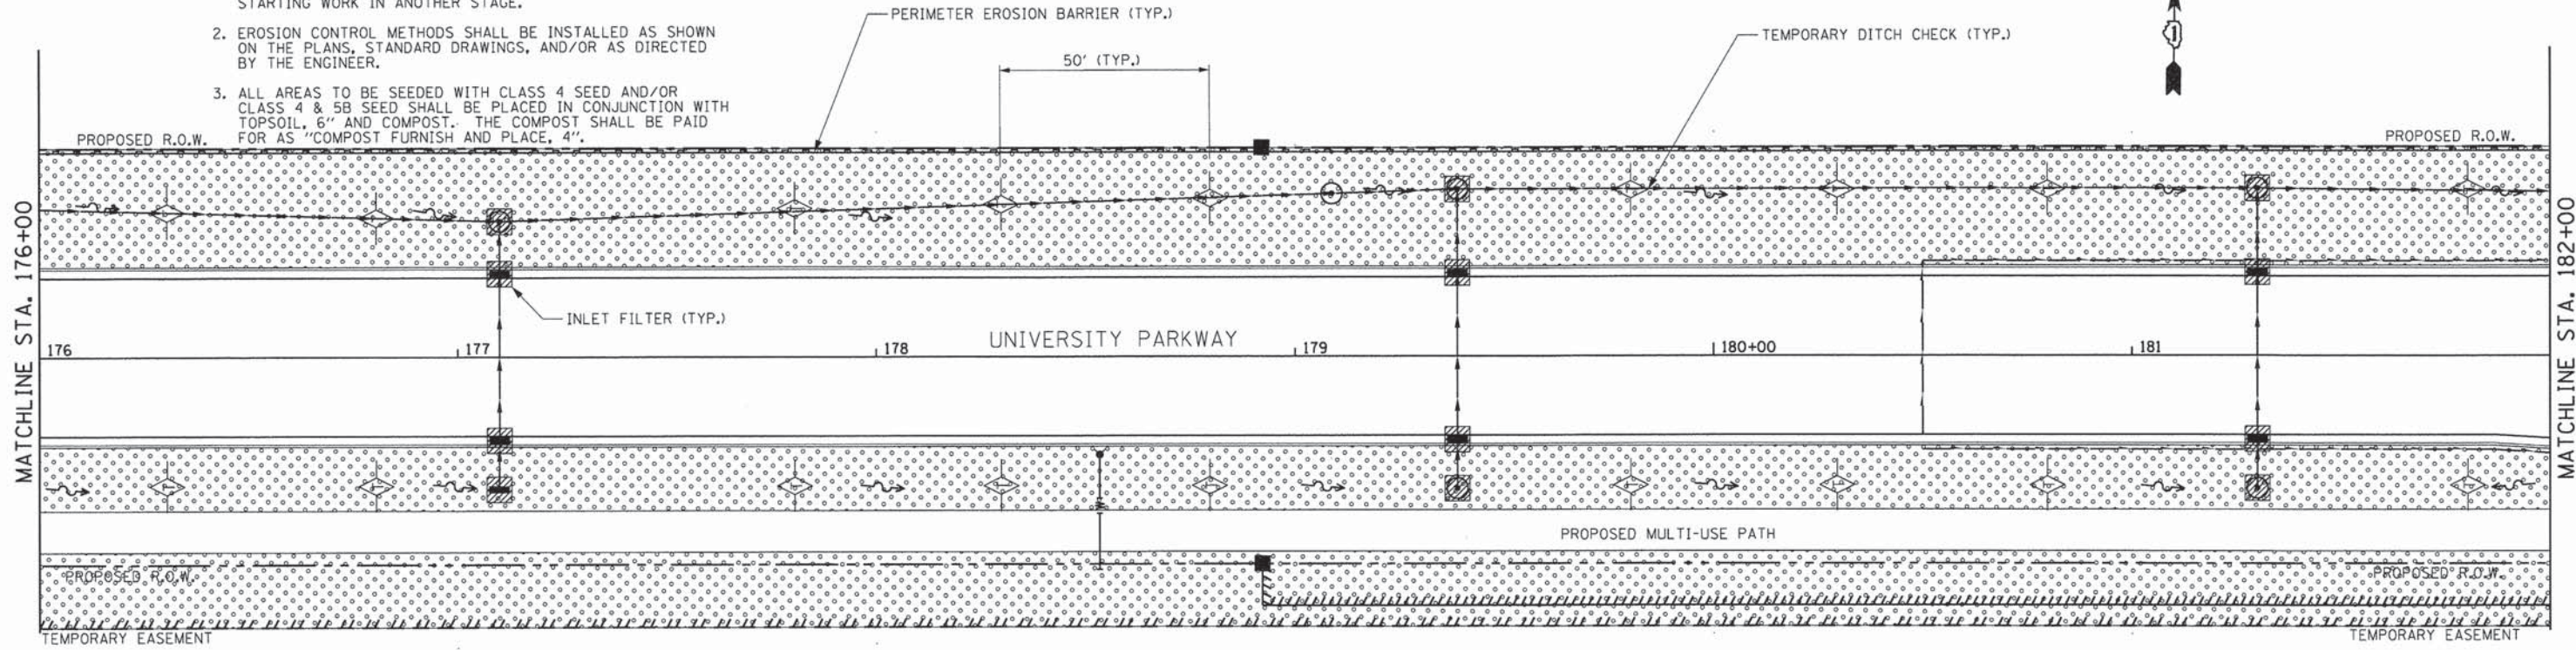 STARTING WORK IN ANOTHER STAGE.
2. EROSION CONTROL METHODS SHALL BE INSTALLED AS SHOWN
ON THE PLANS, STANDARD DRAWINGS, AND/OR AS DIRECTED
BY THE ENGINEER.
3. ALL AREAS TO BE SEEDED WITH CLASS 4 SEED AND/OR
CLASS 4 & 5B SEED SHALL BE PLACED IN CONJUNCTION WITH
TOPSOIL, 6" AND COMPOST. THE COMPOST SHALL BE PAID
FOR AS "COMPOST FURNISH AND PLACE, 4".
PERIMETER EROSION BARRIER (TYP.)
50' (TYP.)
TEMPORARY DITCH CHECK (TYP.)
PROPOSED R.O.W.
PROPOSED R.O.W.
MATCHLINE STA. 176+00
INLET FILTER (TYP.)
UNIVERSITY PARKWAY
176
177
178
179
180+00
181
MATCHLINE STA. 182+00
W
PROPOSED MULTI-USE PATH
PROPOSED R.O.W.
PROPOSED R.O.W.
TEMPORARY EASEMENT
TEMPORARY EASEMENT